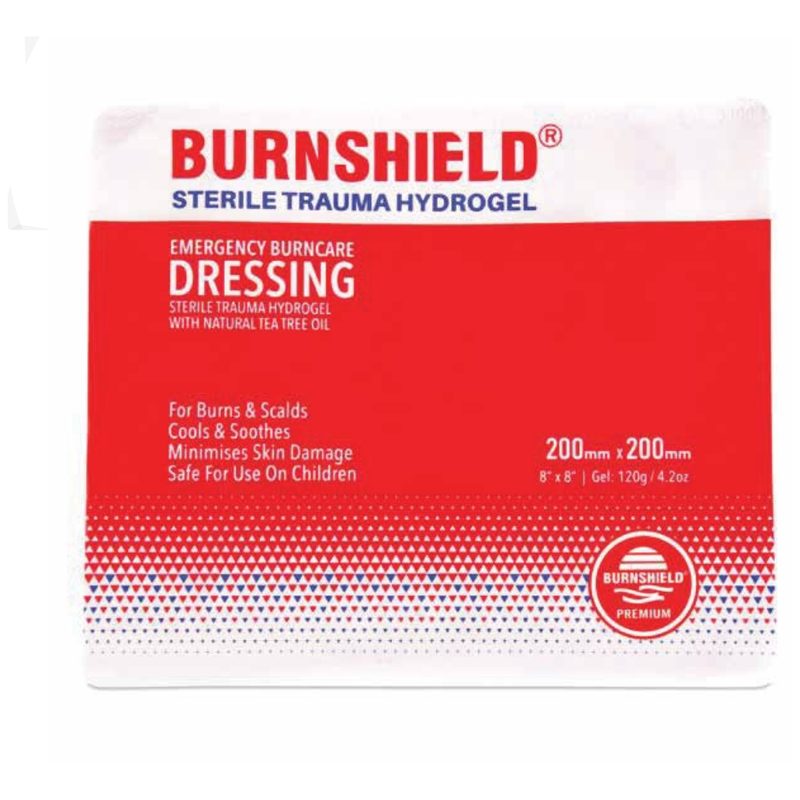 BURNSHIELD®
STERILE TRAUMA HYDROGEL
EMERGENCY BURNCARE
DRESSING
STERILE TRAUMA HYDROGEL
WITH NATURAL TEA TREE OIL
For Burns & Scalds
Cools & Soothes
Minimises Skin Damage
Safe For Use On Children
200mm x 200mm
8" x 8" | Gel: 120g / 4.2oz
BURNSHIELD®
PREMIUM